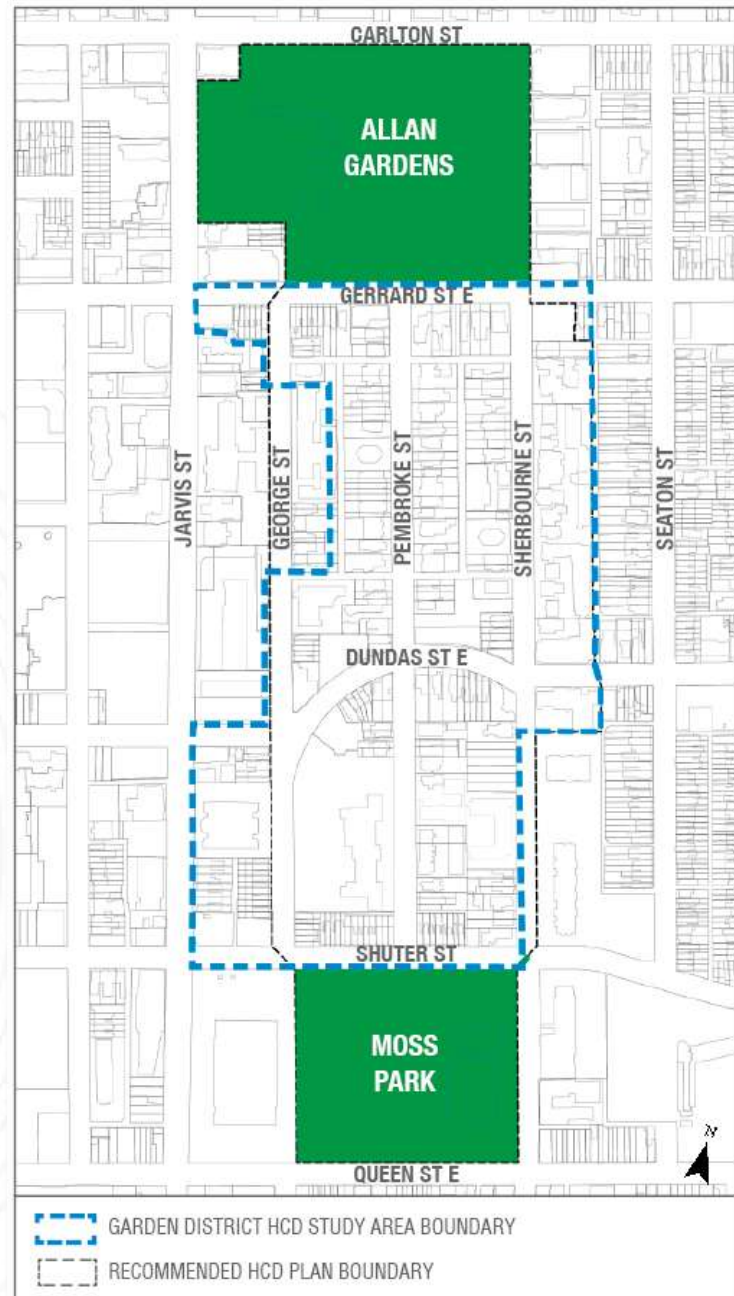 CARLTON ST
ALLAN
GARDENS
GERRARD ST E
JARVIS ST
GEORGE ST
PEMBROKE ST
SHERBOURNE ST
SEATON ST
DUNDAS ST E
SHUTER ST
MOSS
PARK
N
QUEEN ST E
GARDEN DISTRICT HCD STUDY AREA BOUNDARY
RECOMMENDED HCD PLAN BOUNDARY